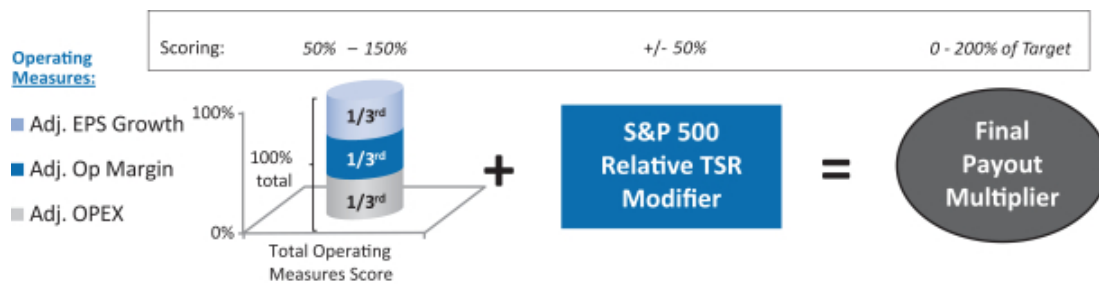 Scoring: 50% – 150% +/- 50% 0 - 200% of Target
Operating
Measures:
Adj. EPS Growth
Adj. Op Margin
Adj. OPEX
100%
0%
100%
total
1/3rd
1/3rd
1/3rd
Total Operating
Measures Score
+
S&P 500
Relative TSR
Modifier
=
Final
Payout
Multiplier